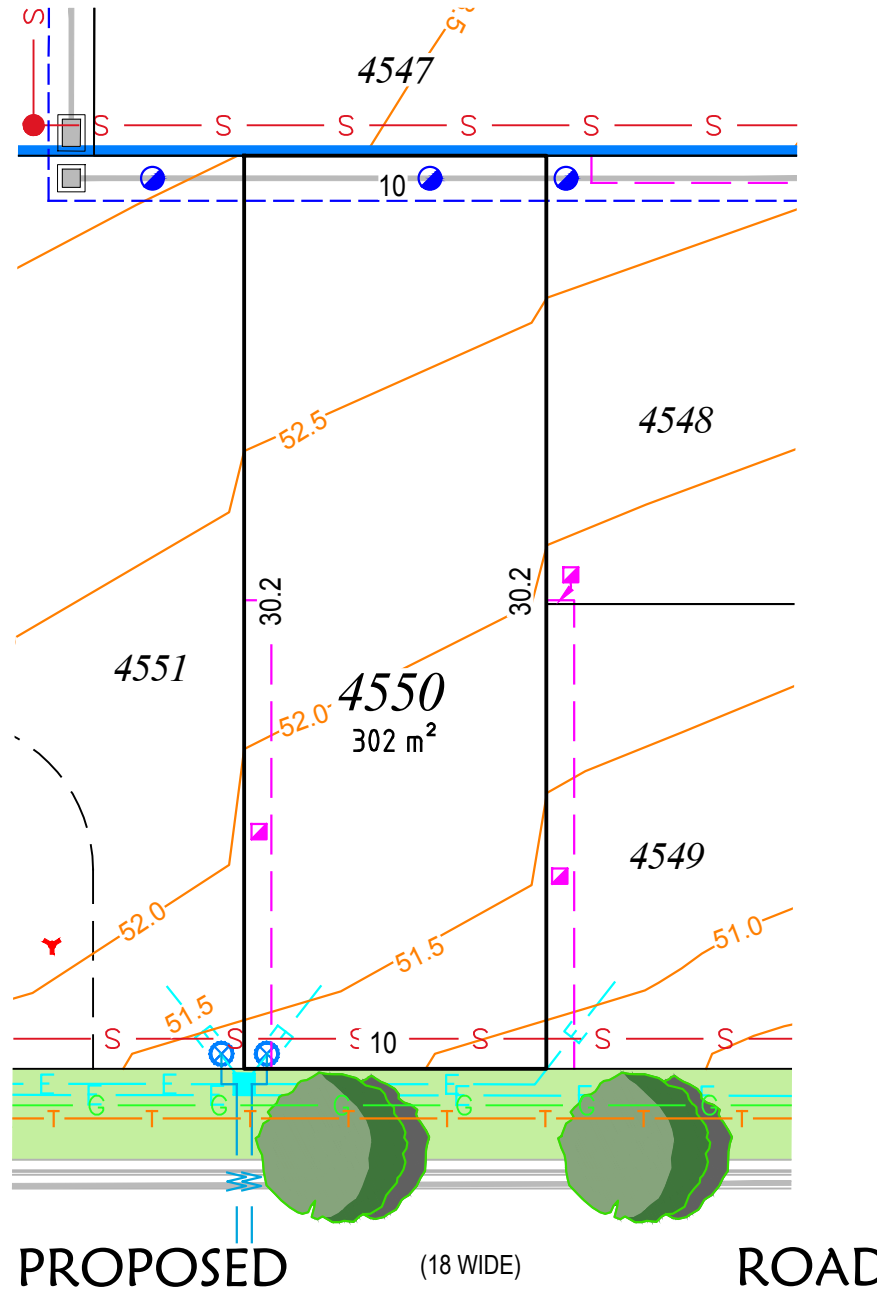 S
.5
4547
S S S S S S
10
52.5
4548
30.2
30.2
4551
4550
302 m²
52.0
4549
52.0
51.5
51.0
51.5
S S S S S S
10
E E E E E
E E E E
G G G G G G
T T T T T T T T
PROPOSED (18 WIDE) ROAD